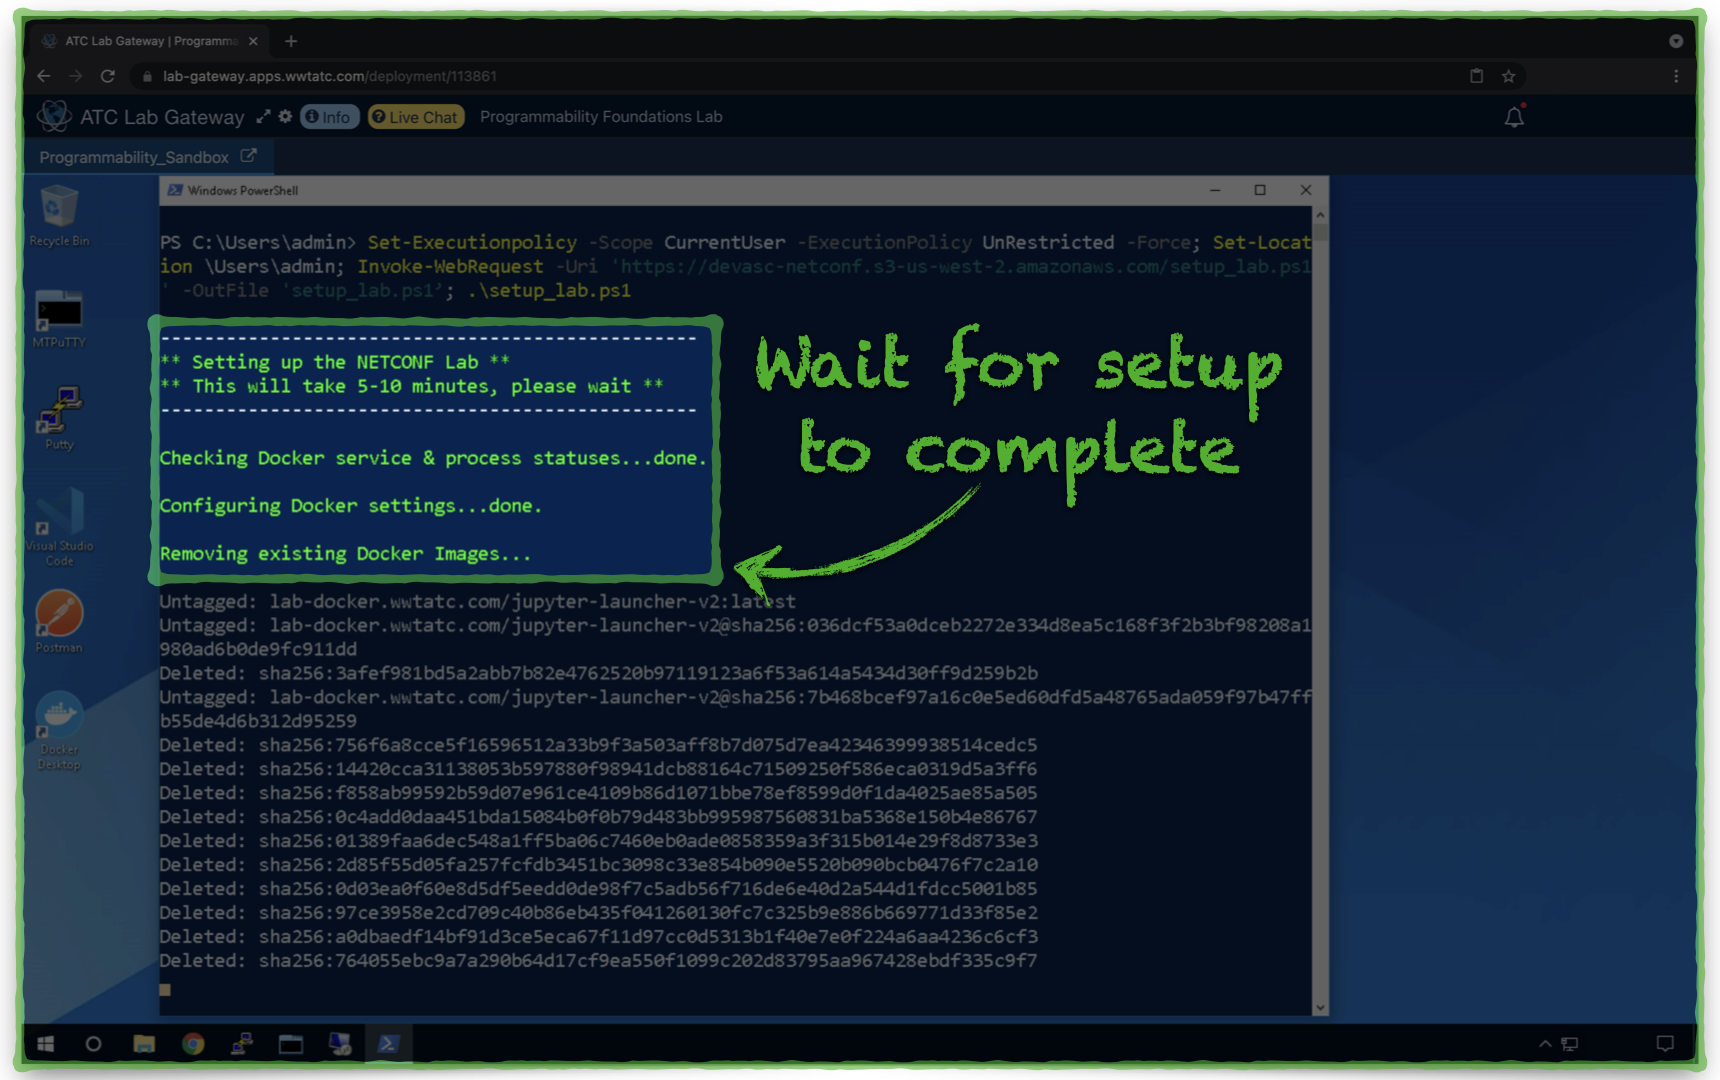 ATC Lab Gateway | Programma
lab-gateway.apps.wwtatc.com/deployment/113861
ATC Lab Gateway
Info
Live Chat
Programmability Foundations Lab
Programmability_Sandbox
Recycle Bin
MTPuTTY
Putty
Visual Studio
Code
Postman
Docker
Desktop
Windows PowerShell
PS C:\Users\admin> Set-Executionpolicy -Scope CurrentUser -ExecutionPolicy UnRestricted -Force; Set-Locat
ion \Users\admin; Invoke-WebRequest -Uri 'https://devasc-netconf.s3-us-west-2.amazonaws.com/setup_lab.ps1
' -OutFile 'setup_lab.ps1’; .\setup_lab.ps1
-------------------------------------------------
** Setting up the NETCONF Lab **
** This will take 5-10 minutes, please wait **
-------------------------------------------------
Checking Docker service & process statuses...done.
Configuring Docker settings...done.
Removing existing Docker Images...
Wait for setup
to complete
Untagged: lab-docker.wwtatc.com/jupyter-launcher-v2:latest
Untagged: lab-docker.wwtatc.com/jupyter-launcher-v2@sha256:036dcf53a0dceb2272e334d8ea5c168f3f2b3bf98208a1
980ad6b0de9fc911dd
Deleted: sha256:3afef981bd5a2abb7b82e4762520b97119123a6f53a614a5434d30ff9d259b2b
Untagged: lab-docker.wwtatc.com/jupyter-launcher-v2@sha256:7b468bcef97a16c0e5ed60dfd5a48765ada059f97b47ff
b55de4d6b312d95259
Deleted: sha256:756f6a8cce5f16596512a33b9f3a503aff8b7d075d7ea42346399938514cedc5
Deleted: sha256:14420cca31138053b597880f98941dcb88164c71509250f586eca0319d5a3ff6
Deleted: sha256:f858ab99592b59d07e961ce4109b86d1071bbe78ef8599d0f1da4025ae85a505
Deleted: sha256:0c4add0daa451bda15084b0f0b79d483bb995987560831ba5368e150b4e86767
Deleted: sha256:01389faa6dec548a1ff5ba06c7460eb0ade0858359a3f315b014e29f8d8733e3
Deleted: sha256:2d85f55d05fa257fcfdb3451bc3098c33e854b090e5520b090bcb0476f7c2a10
Deleted: sha256:0d03ea0f60e8d5df5eedd0de98f7c5adb56f716de6e40d2a544d1fdcc5001b85
Deleted: sha256:97ce3958e2cd709c40b86eb435f041260130fc7c325b9e886b669771d33f85e2
Deleted: sha256:a0dbaedf14bf91d3ce5eca67f11d97cc0d5313b1f40e7e0f224a6aa4236c6cf3
Deleted: sha256:764055ebc9a7a290b64d17cf9ea550f1099c202d83795aa967428ebdf335c9f7